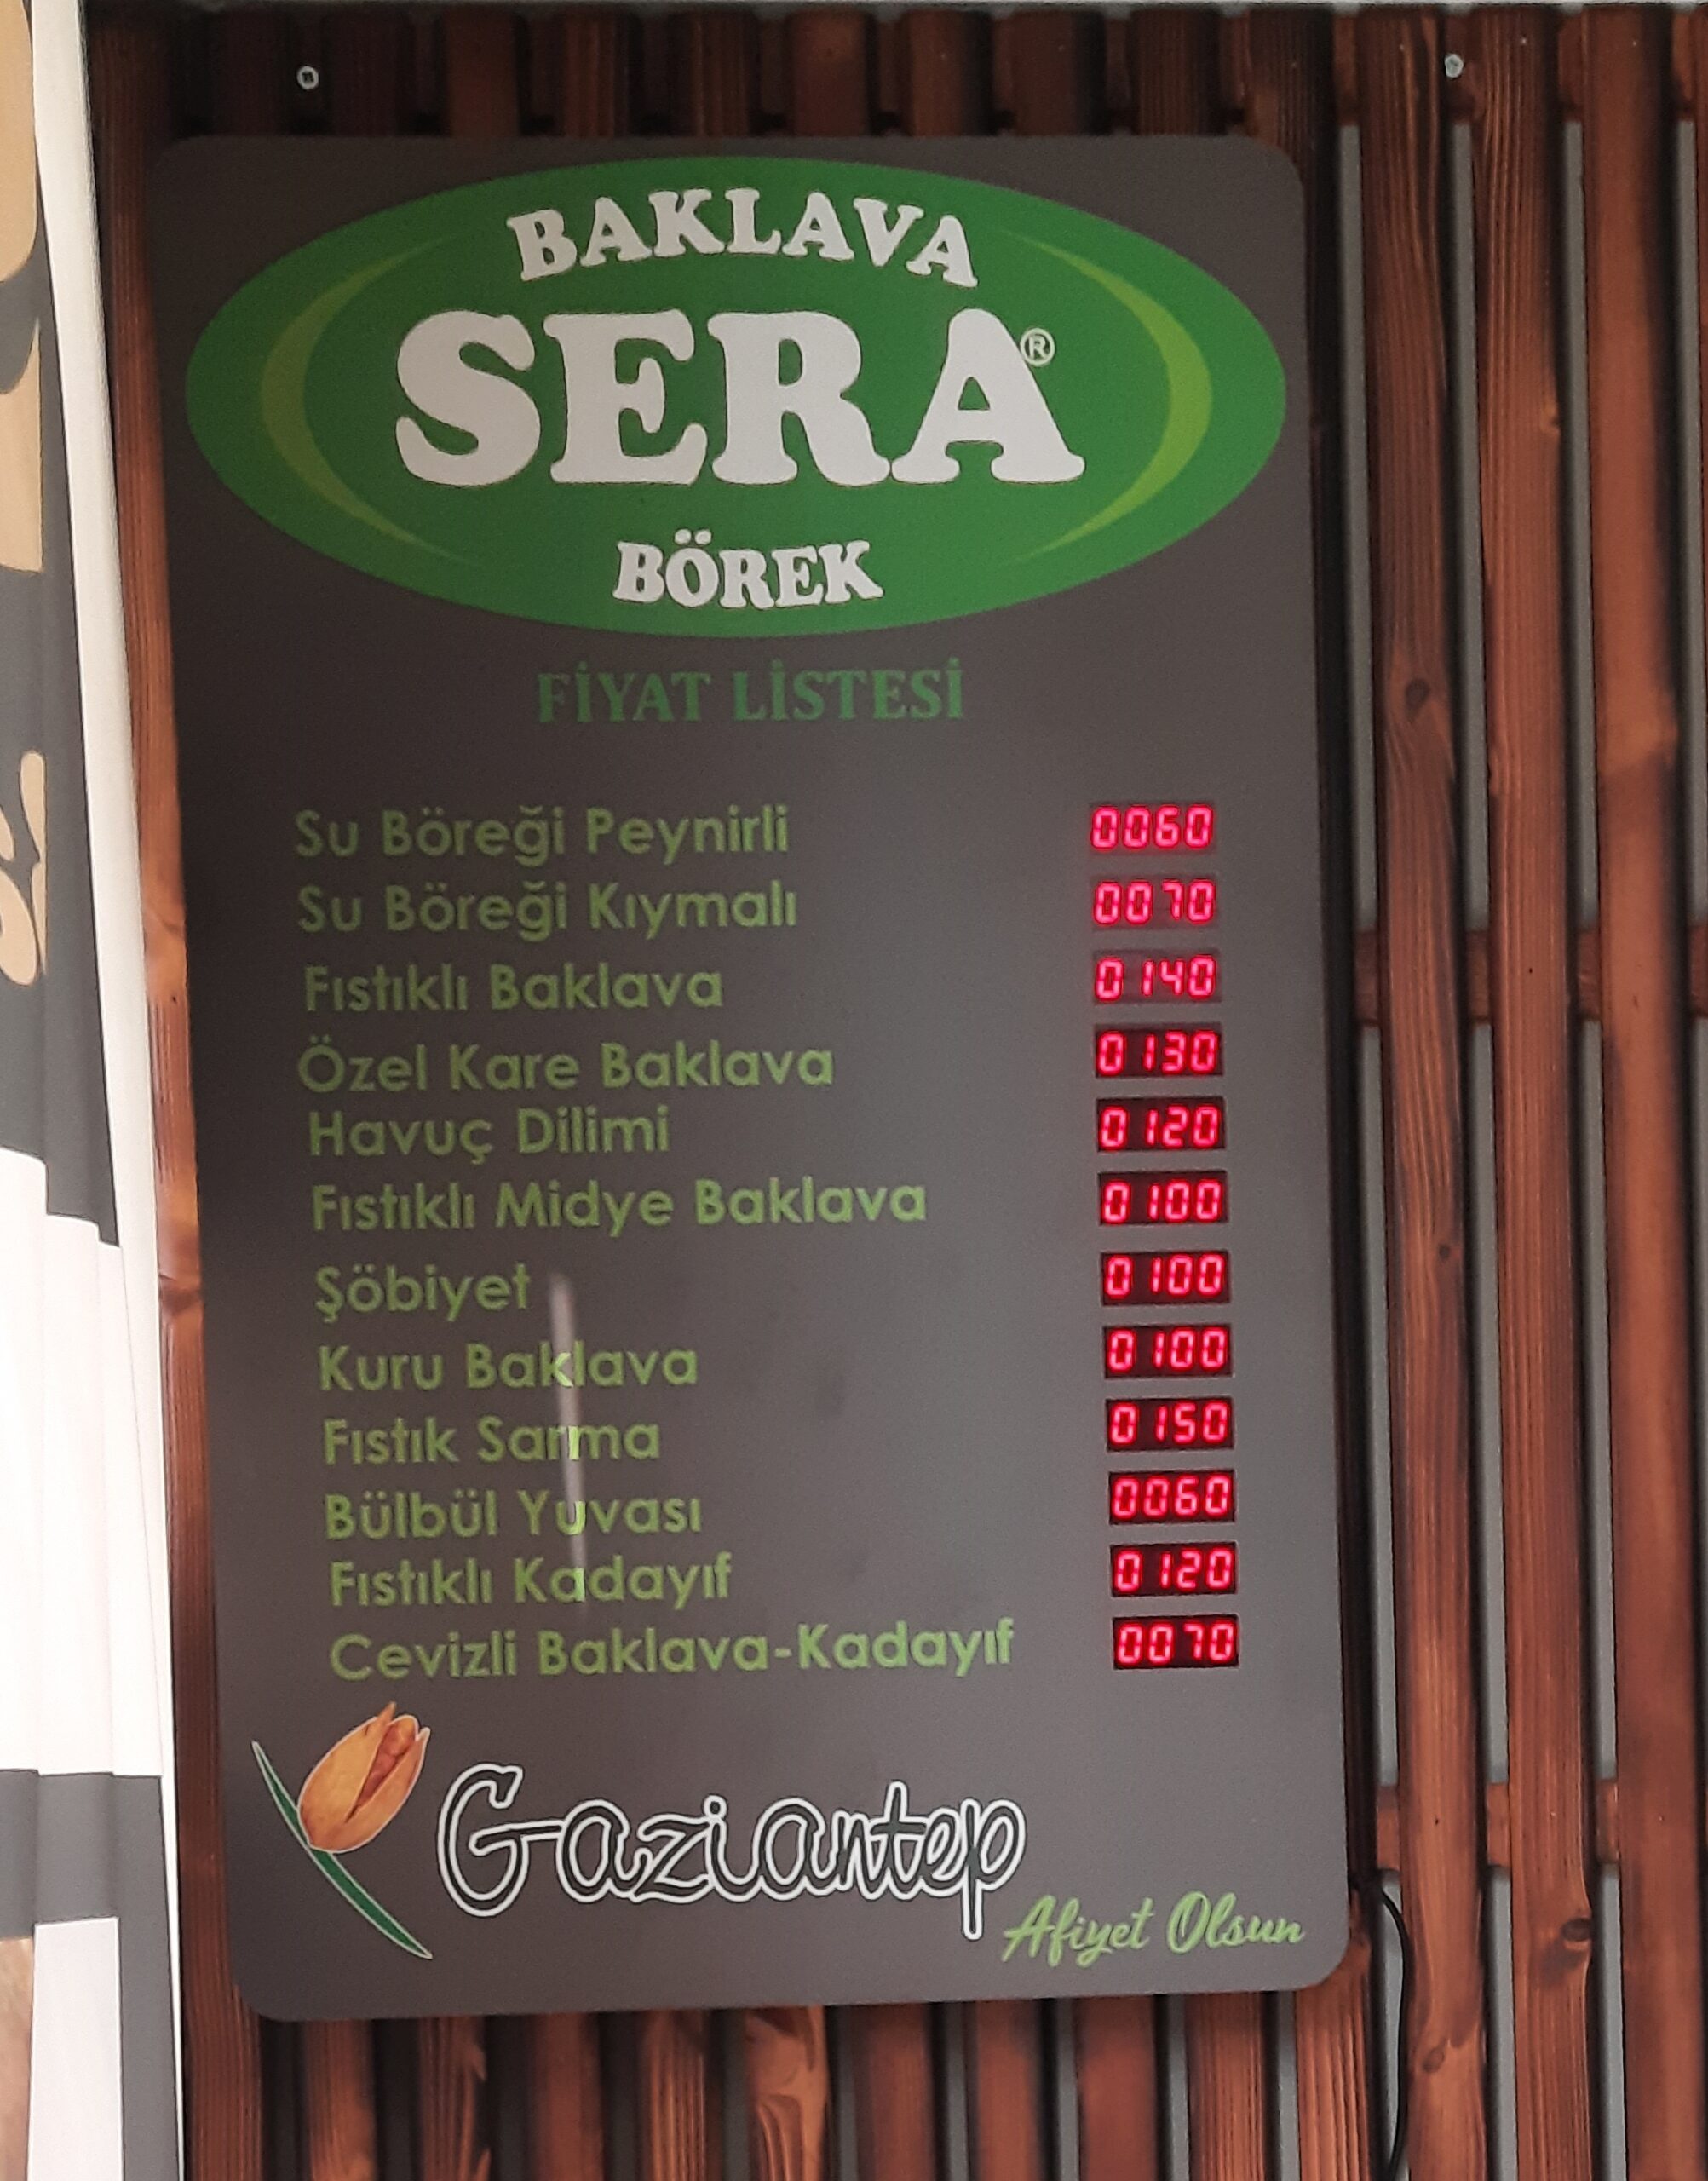 BAKLAVA
SERA®
BÖREK
FİYAT LİSTESİ
Su Böreği Peynirli 0060
Su Böreği Kıymalı 0070
Fıstıklı Baklava 0140
Özel Kare Baklava 0130
Havuç Dilimi 0120
Fıstıklı Midye Baklava 0100
Şöbiyet 0100
Kuru Baklava 0100
Fıstık Sarma 0150
Bülbül Yuvası 0060
Fıstıklı Kadayıf 0120
Cevizli Baklava-Kadayıf 0070
Gaziantep
Afiyet Olsun